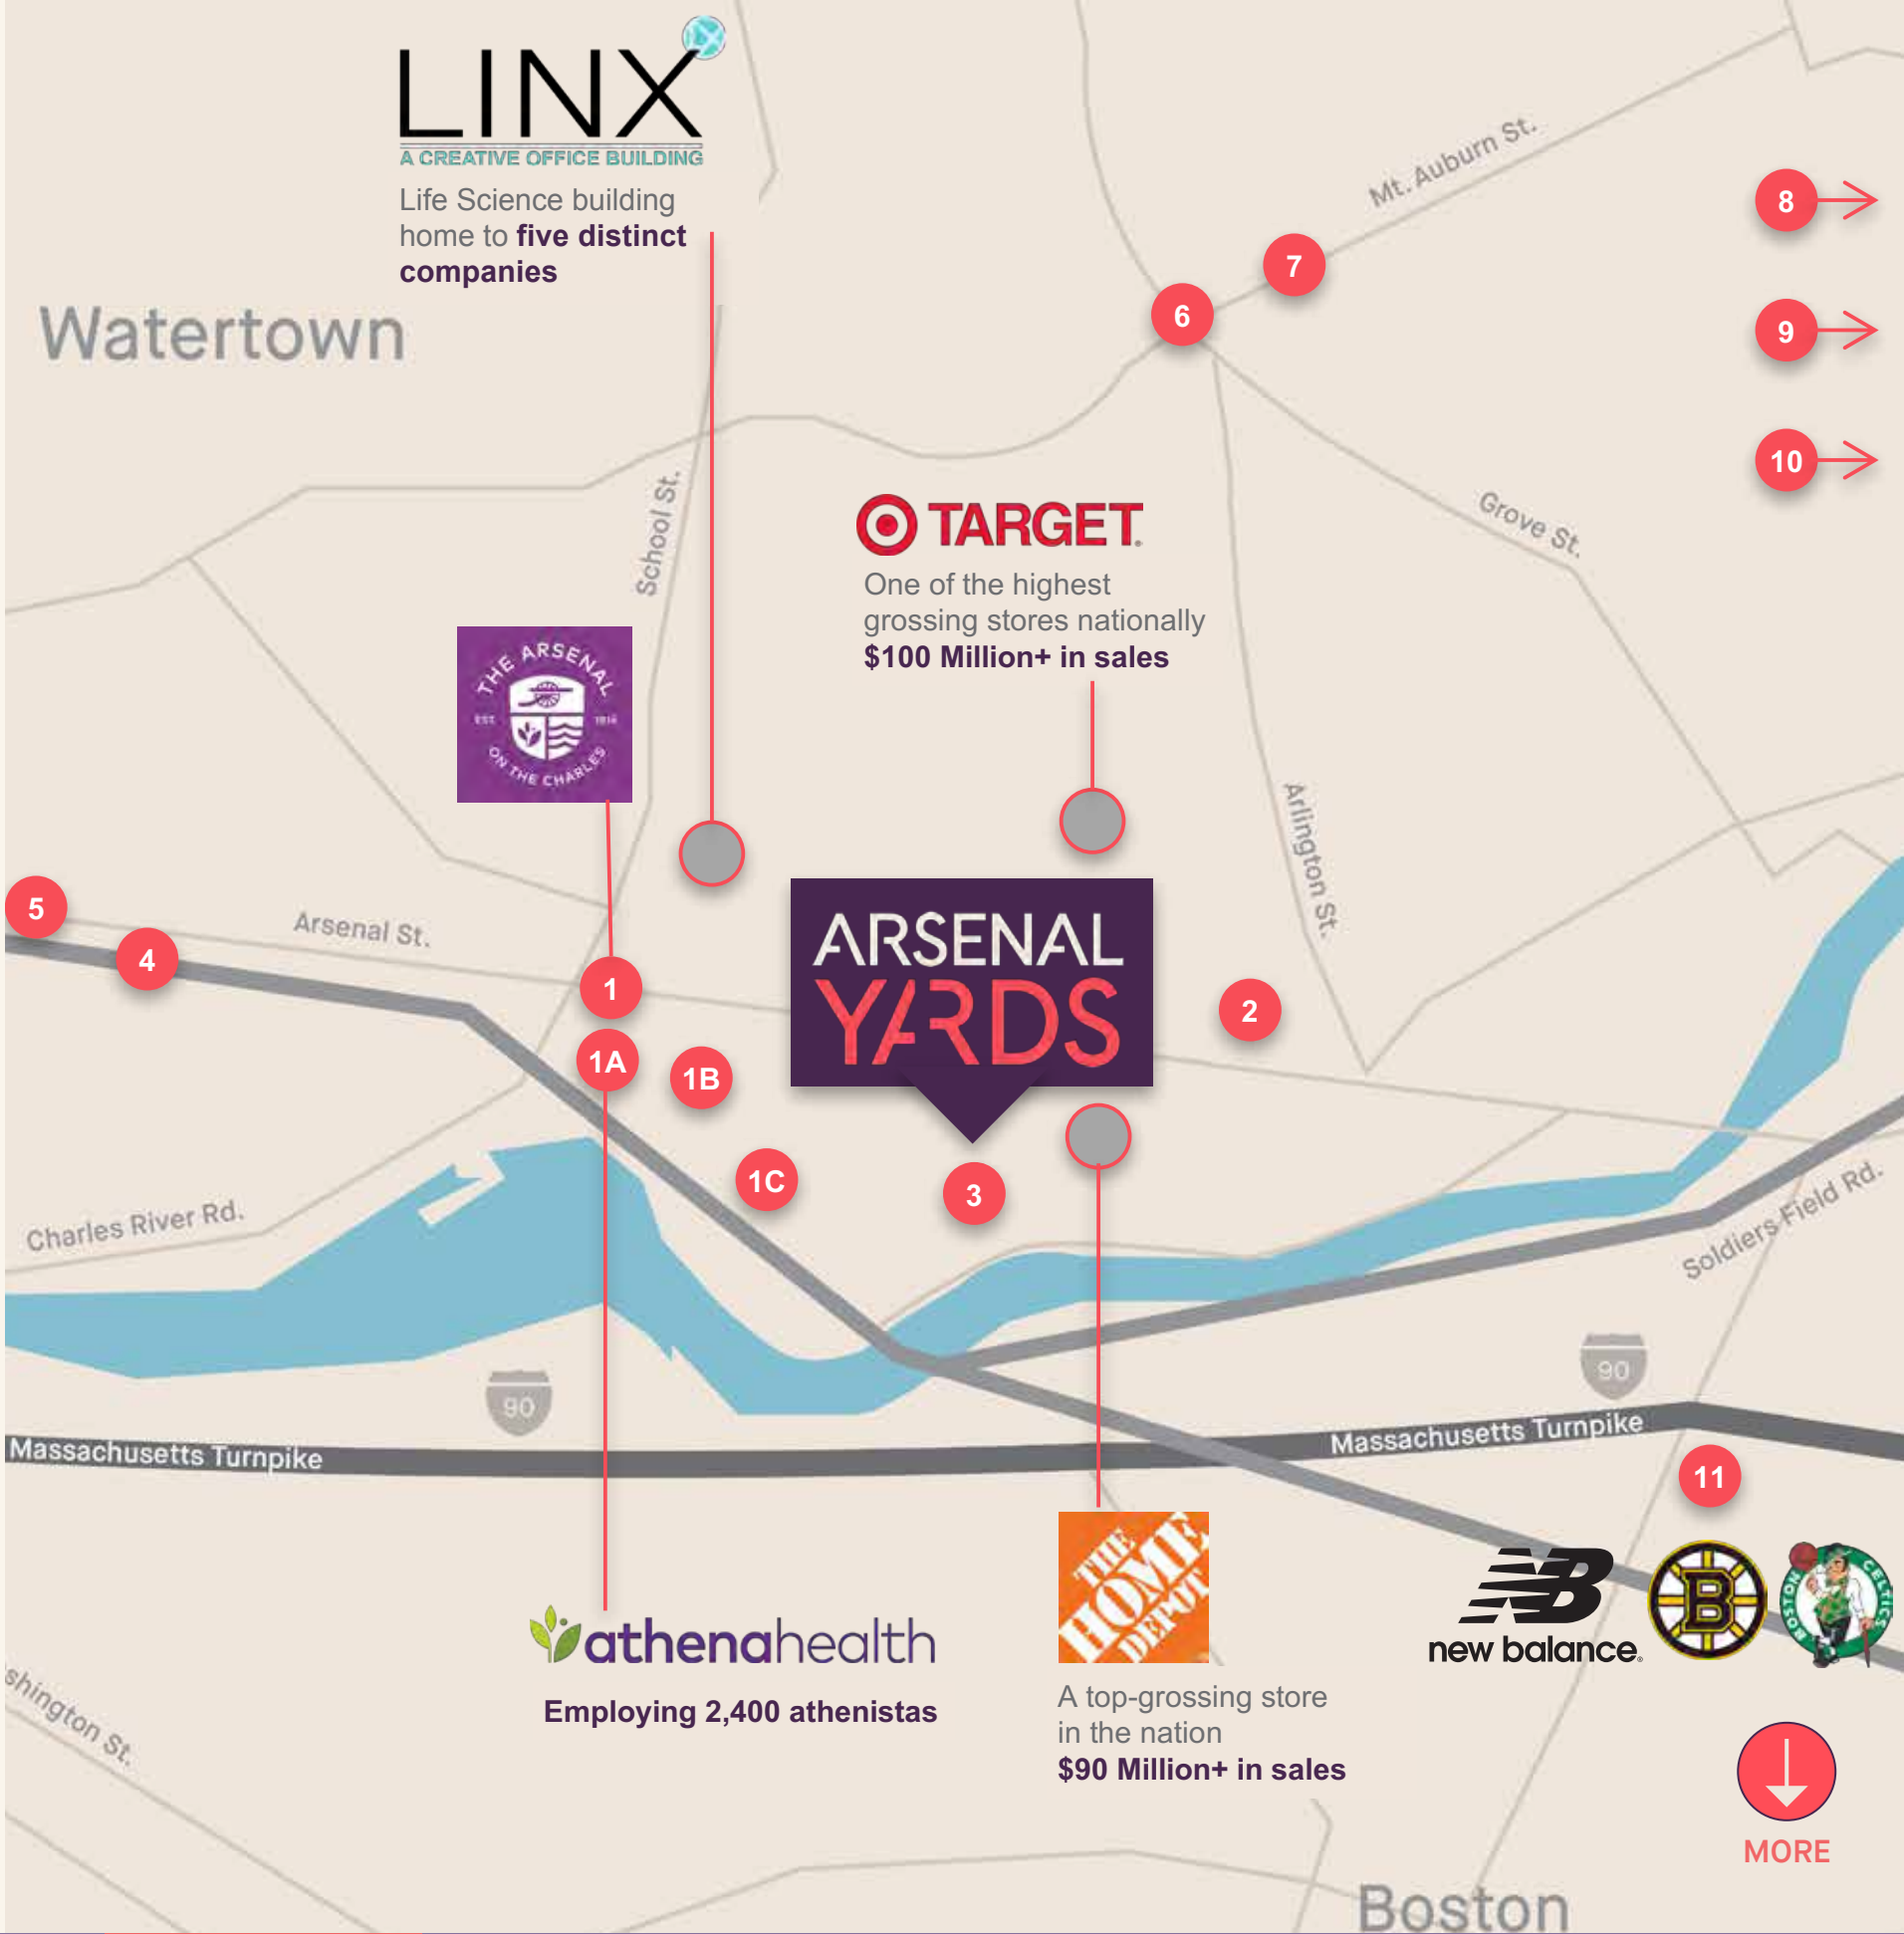 LINX
A CREATIVE OFFICE BUILDING
Life Science building
home to five distinct
companies
Mt. Auburn St.
8
7
6
Watertown
9
10
School St.
Grove St.
TARGET
One of the highest
grossing stores nationally
$100 Million+ in sales
THE ARSENAL
EST. 1816
ON THE CHARLES
Arlington St.
5
Arsenal St.
4
ARSENAL
YARDS
1
2
1A
1B
1C
3
Charles River Rd.
Soldiers Field Rd.
90
90
Massachusetts Turnpike
Massachusetts Turnpike
11
THE
HOME
DEPOT
new balance
B
BOSTON
CELTICS
athenahealth
Employing 2,400 athenistas
A top-grossing store
in the nation
$90 Million+ in sales
shington St.
MORE
Boston